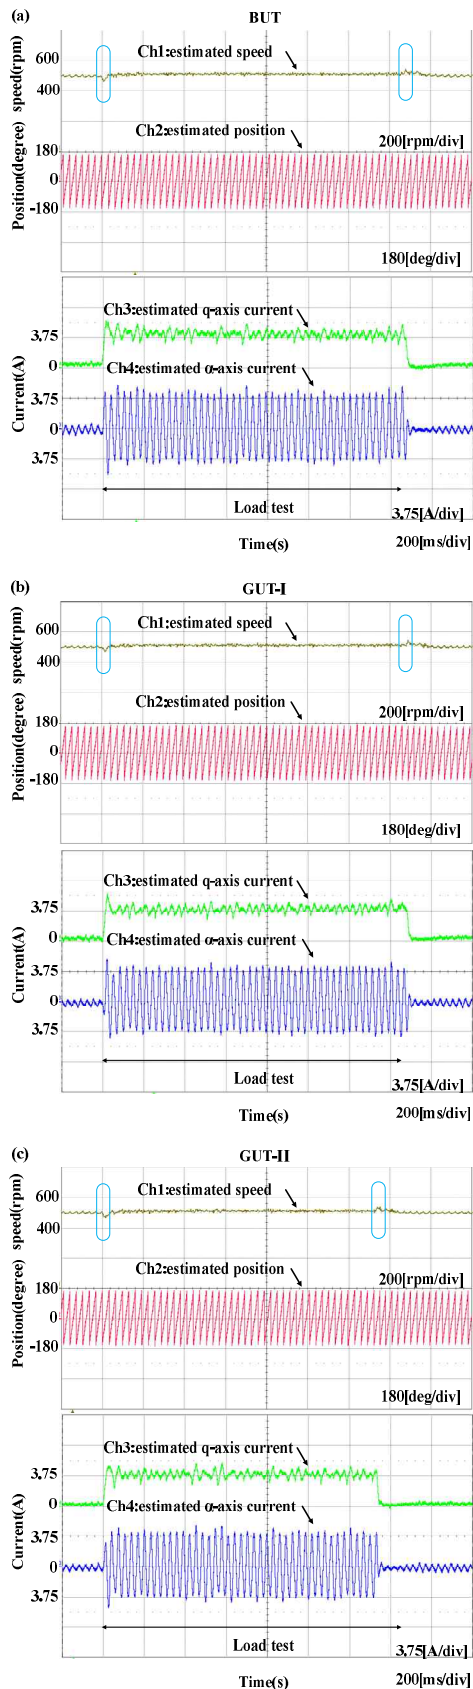 (a)
BUT
Ch1:estimated speed
600
400
speed(rpm)
Ch2:estimated position
200[rpm/div]
180
0
-180
Position(degree)
180[deg/div]
Ch3:estimated q-axis current
3.75
0
Ch4:estimated α-axis current
3.75
0
3.75
Current(A)
Load test
3.75[A/div]
Time(s)
200[ms/div]
(b)
GUT-I
Ch1:estimated speed
600
400
speed(rpm)
Ch2:estimated position
200[rpm/div]
180
0
-180
Position(degree)
180[deg/div]
Ch3:estimated q-axis current
3.75
0
Ch4:estimated α-axis current
3.75
0
3.75
Current(A)
Load test
3.75[A/div]
Time(s)
200[ms/div]
(c)
GUT-II
Ch1:estimated speed
600
400
speed(rpm)
Ch2:estimated position
200[rpm/div]
180
0
-180
Position(degree)
180[deg/div]
Ch3:estimated q-axis current
3.75
0
Ch4:estimated α-axis current
3.75
0
3.75
Current(A)
Load test
3.75[A/div]
Time(s)
200[ms/div]